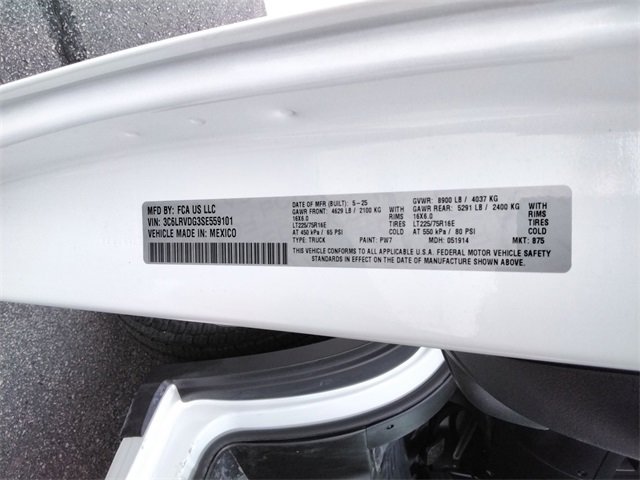 MFD BY: FCA US LLC
VIN: 3C6LRVDG3SE559101
VEHICLE MADE IN: MEXICO
DATE OF MFR (BUILT): 5-25
GAWR FRONT: 4629 LB / 2100 KG WITH
16X6.0 RIMS
LT225/75R16E TIRES
AT 450 kPa / 65 PSI COLD
TYPE: TRUCK PAINT: PW7
GVWR: 8900 LB / 4037 KG
GAWR REAR: 5291 LB / 2400 KG WITH
16X6.0 RIMS
LT225/75R16E TIRES
AT 550 kPa / 80 PSI COLD
MDH: 051914 MKT: 875
THIS VEHICLE CONFORMS TO ALL APPLICABLE U.S.A. FEDERAL MOTOR VEHICLE SAFETY
STANDARDS IN EFFECT ON THE DATE OF MANUFACTURE SHOWN ABOVE.